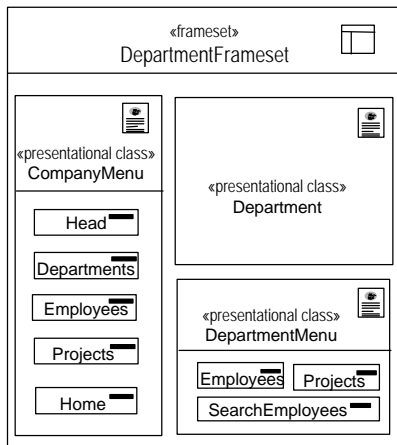 «frameset»
DepartmentFrameset
«presentational class»
CompanyMenu
Head
Departments
Employees
Projects
Home
«presentational class»
Department
«presentational class»
DepartmentMenu
Employees Projects
SearchEmployees